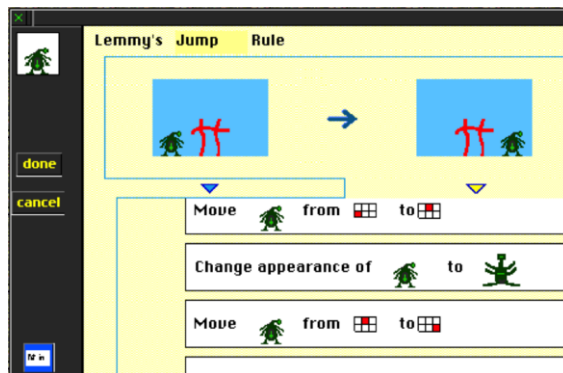 Lemmy's Jump Rule
done
cancel
Move from to
Change appearance of to
Move from to